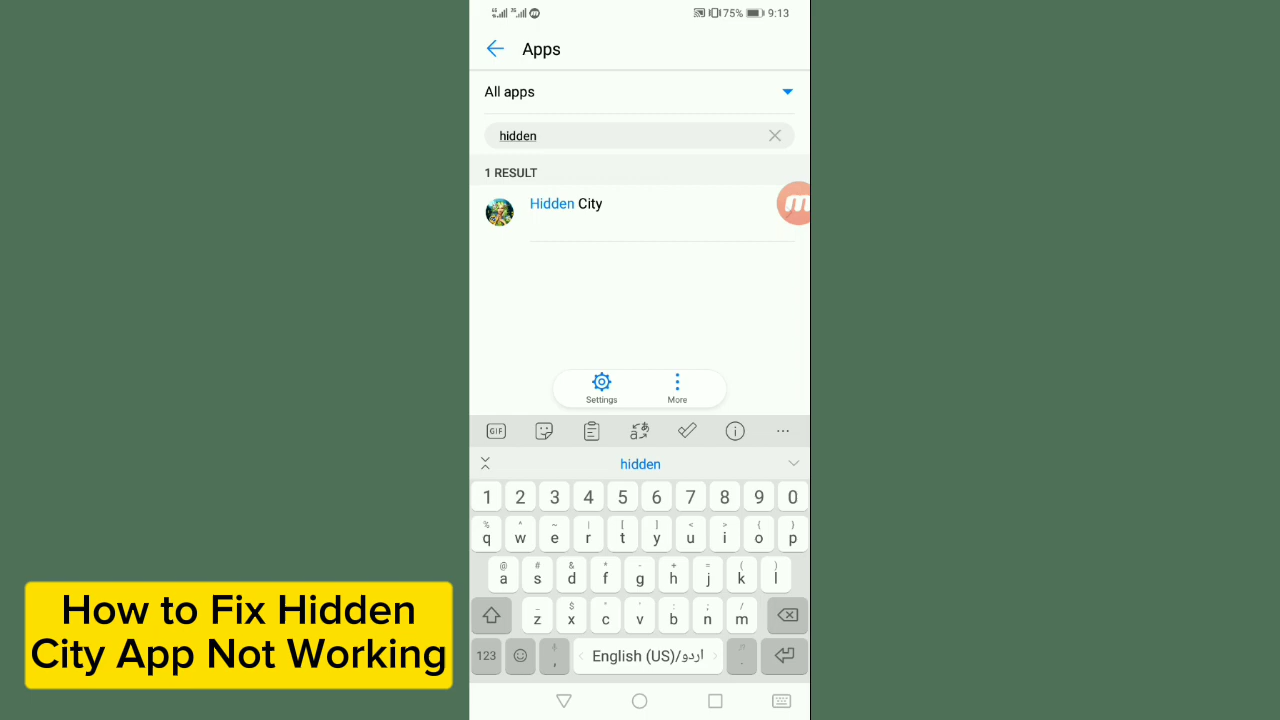 75% 9:13
Apps
All apps
hidden
1 RESULT
Hidden City
Settings
More
GIF
hidden
1 2 3 4 5 6 7 8 9 0
% ^ ~ | [ ] < > { }
q w e r t y u i o p
@ # & * - + = ( )
a s d f g h j k l
_ $ " ' : ; /
z x c v b n m
123 , English (US)/اردو .
How to Fix Hidden
City App Not Working